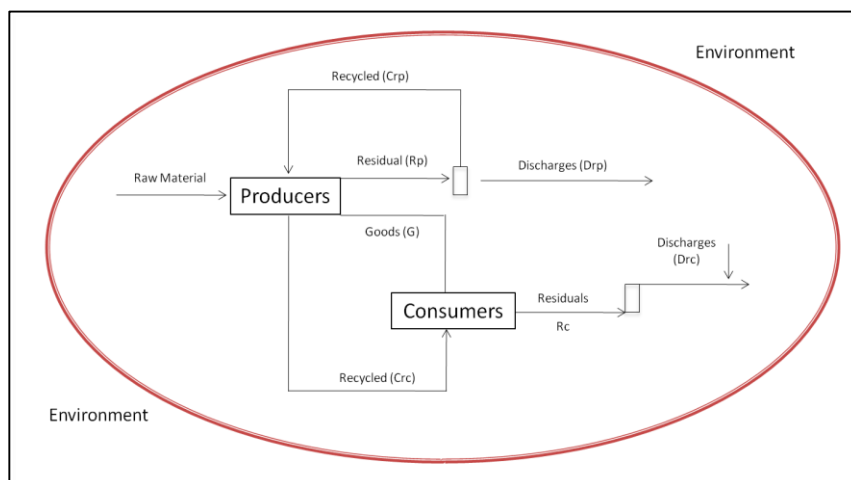 Environment
Recycled (Crp)
Raw Material
Residual (Rp)
Discharges (Drp)
Producers
Goods (G)
Discharges
(Drc)
Consumers
Residuals
Rc
Recycled (Crc)
Environment